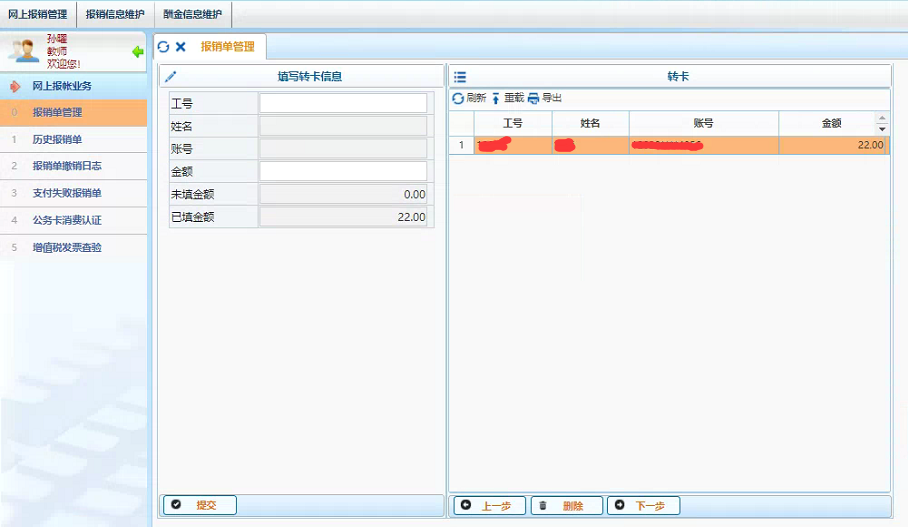 网上报销管理 报销信息维护 酬金信息维护
孙曜
教师
欢迎您!
报销单管理
网上报帐业务
0 报销单管理
1 历史报销单
2 报销单撤销日志
3 支付失败报销单
4 公务卡消费认证
5 增值税发票查验
填写转卡信息
工号
姓名
账号
金额
未填金额 0.00
已填金额 22.00
提交
转卡
刷新 重载 导出
工号 姓名 账号 金额
1 22.00
上一步 删除 下一步